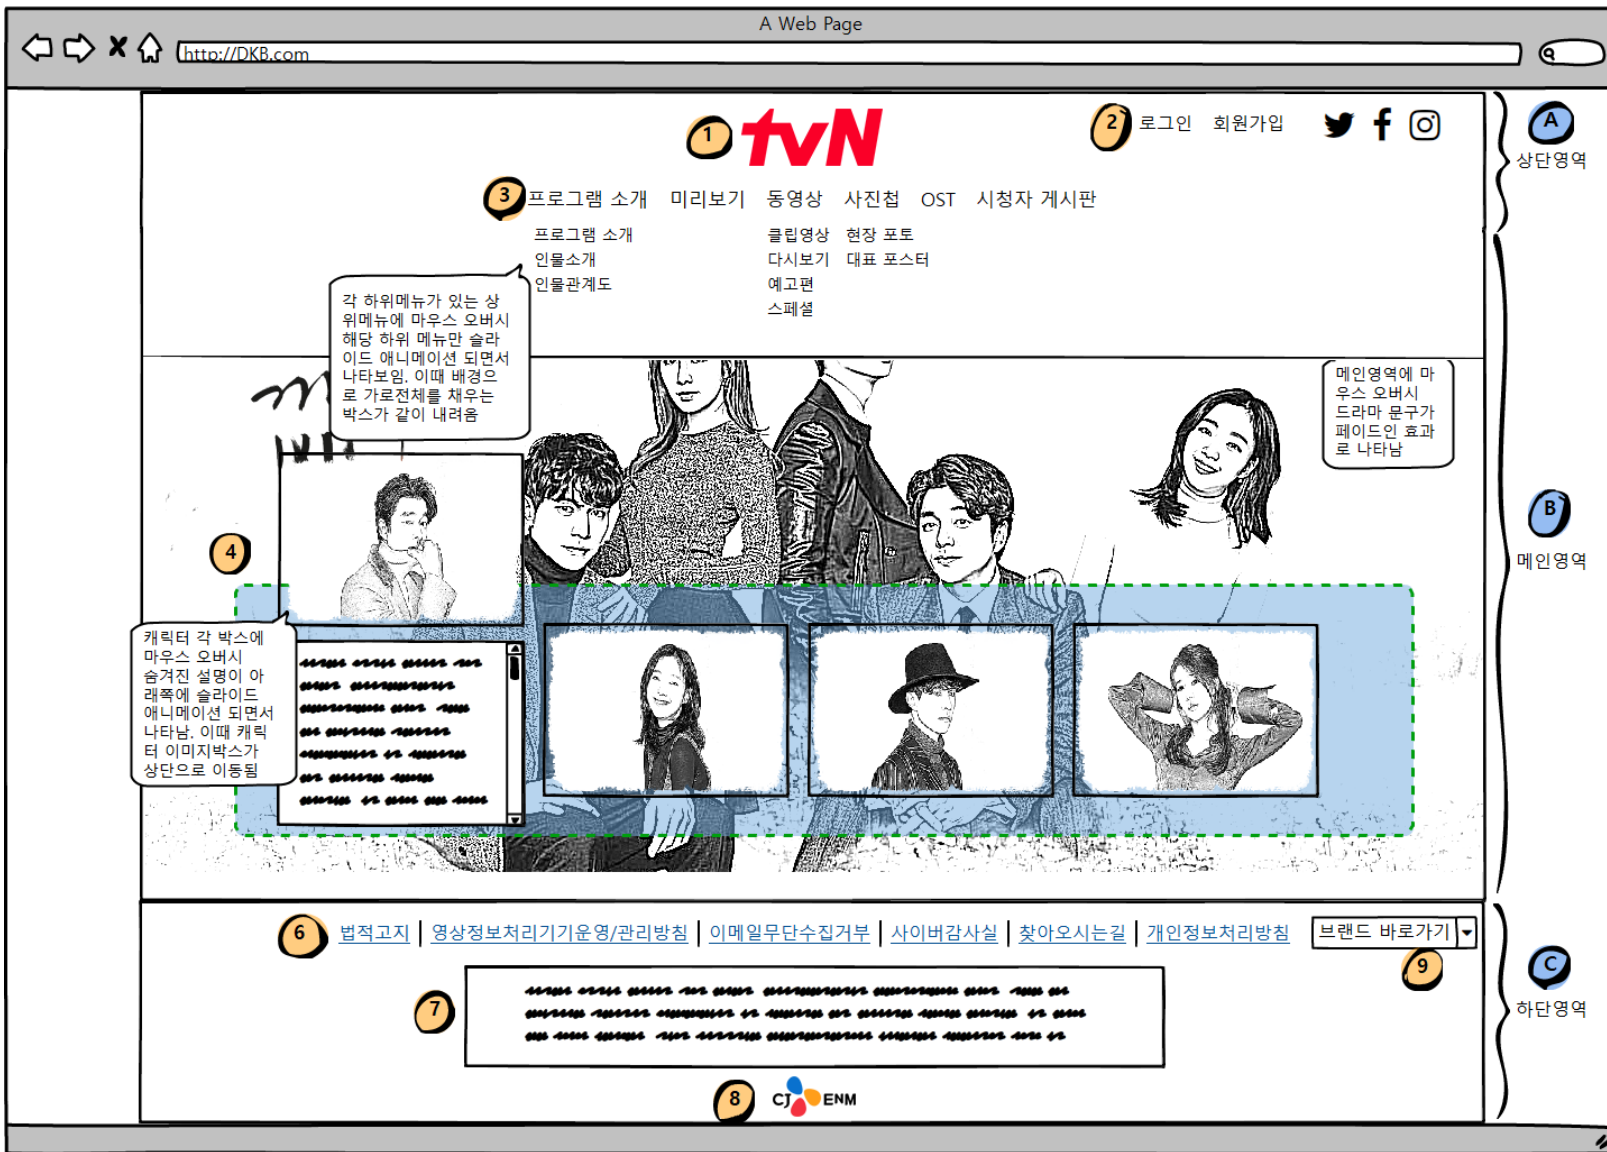 A Web Page
http://DKB.com
1
tvN
2
로그인 회원가입
A
상단영역
3
프로그램 소개 미리보기 동영상 사진첩 OST 시청자 게시판
프로그램 소개 클립영상 현장 포토
인물소개 다시보기 대표 포스터
인물관계도 예고편
스페셜
각 하위메뉴가 있는 상
위메뉴에 마우스 오버시
해당 하위 메뉴만 슬라
이드 애니메이션 되면서
나타보임. 이때 배경으
로 가로전체를 채우는
박스가 같이 내려옴
메인영역에 마
우스 오버시
드라마 문구가
페이드인 효과
로 나타남
B
메인영역
4
캐릭터 각 박스에
마우스 오버시
숨겨진 설명이 아
래쪽에 슬라이드
애니메이션 되면서
나타남. 이때 캐릭
터 이미지박스가
상단으로 이동됨
6
법적고지 | 영상정보처리기기운영/관리방침 | 이메일무단수집거부 | 사이버감사실 | 찾아오시는길 | 개인정보처리방침
브랜드 바로가기
9
C
하단영역
7
8
CJ ENM